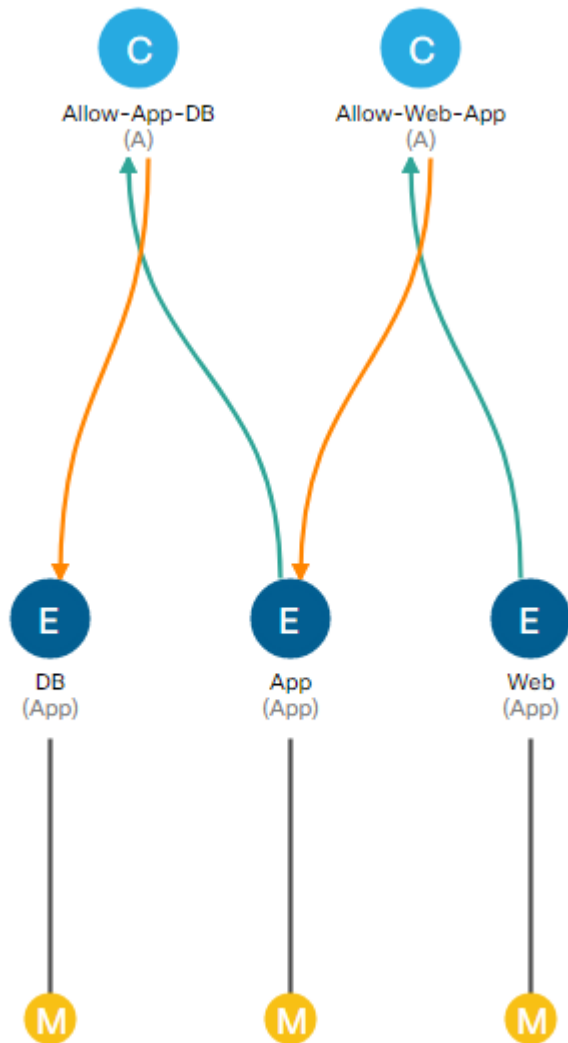 C C
Allow-App-DB Allow-Web-App
(A) (A)
E E E
DB App Web
(App) (App) (App)
M M M